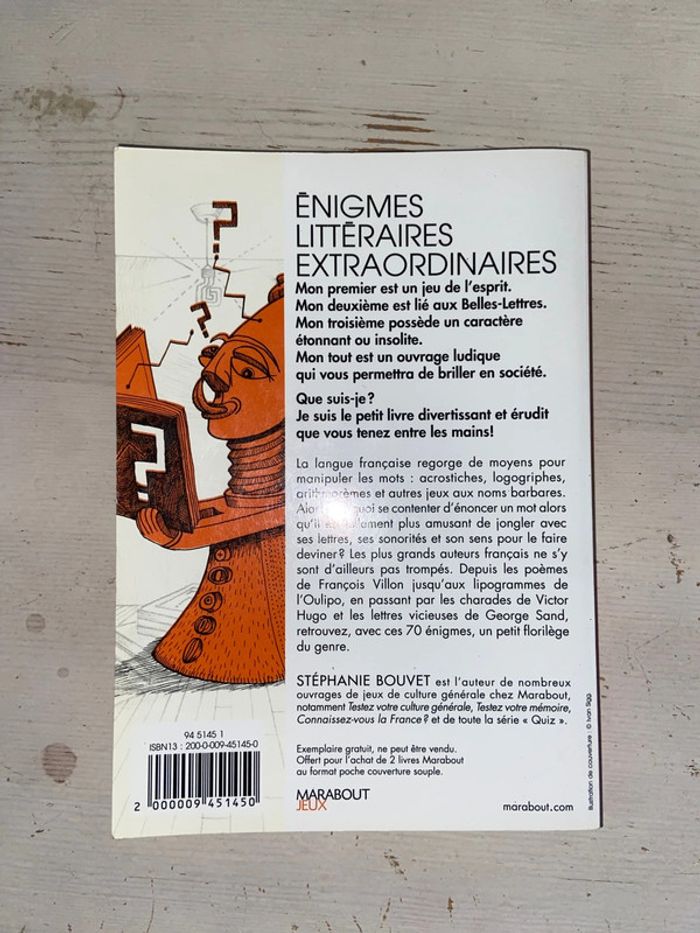 ?
?
?
ÉNIGMES
LITTÉRAIRES
EXTRAORDINAIRES
Mon premier est un jeu de l'esprit.
Mon deuxième est lié aux Belles-Lettres.
Mon troisième possède un caractère
étonnant ou insolite.
Mon tout est un ouvrage ludique
qui vous permettra de briller en société.
Que suis-je ?
Je suis le petit livre divertissant et érudit
que vous tenez entre les mains!
La langue française regorge de moyens pour
manipuler les mots : acrostiches, logogriphes,
arithmorèmes et autres jeux aux noms barbares.
se contenter d'énoncer un mot alors
plus amusant de jongler avec
ses lettres, ses sonorités et son sens pour le faire
deviner ? Les plus grands auteurs français ne s'y
sont d'ailleurs pas trompés. Depuis les poèmes
de François Villon jusqu'aux lipogrammes de
l'Oulipo, en passant par les charades de Victor
Hugo et les lettres vicieuses de George Sand,
retrouvez, avec ces 70 énigmes, un petit florilège
du genre.
STÉPHANIE BOUVET est l'auteur de nombreux
ouvrages de jeux de culture générale chez Marabout,
notamment Testez votre culture générale, Testez votre mémoire,
Connaissez-vous la France ? et de toute la série « Quiz ».
Exemplaire gratuit, ne peut être vendu.
Offert pour l'achat de 2 livres Marabout
au format poche couverture souple.
MARABOUT
JEUX
marabout.com
94 5145 1
ISBN13 : 200-0-009-45145-0
2 000009 451450
Illustration de couverture : © Ivan Sigg